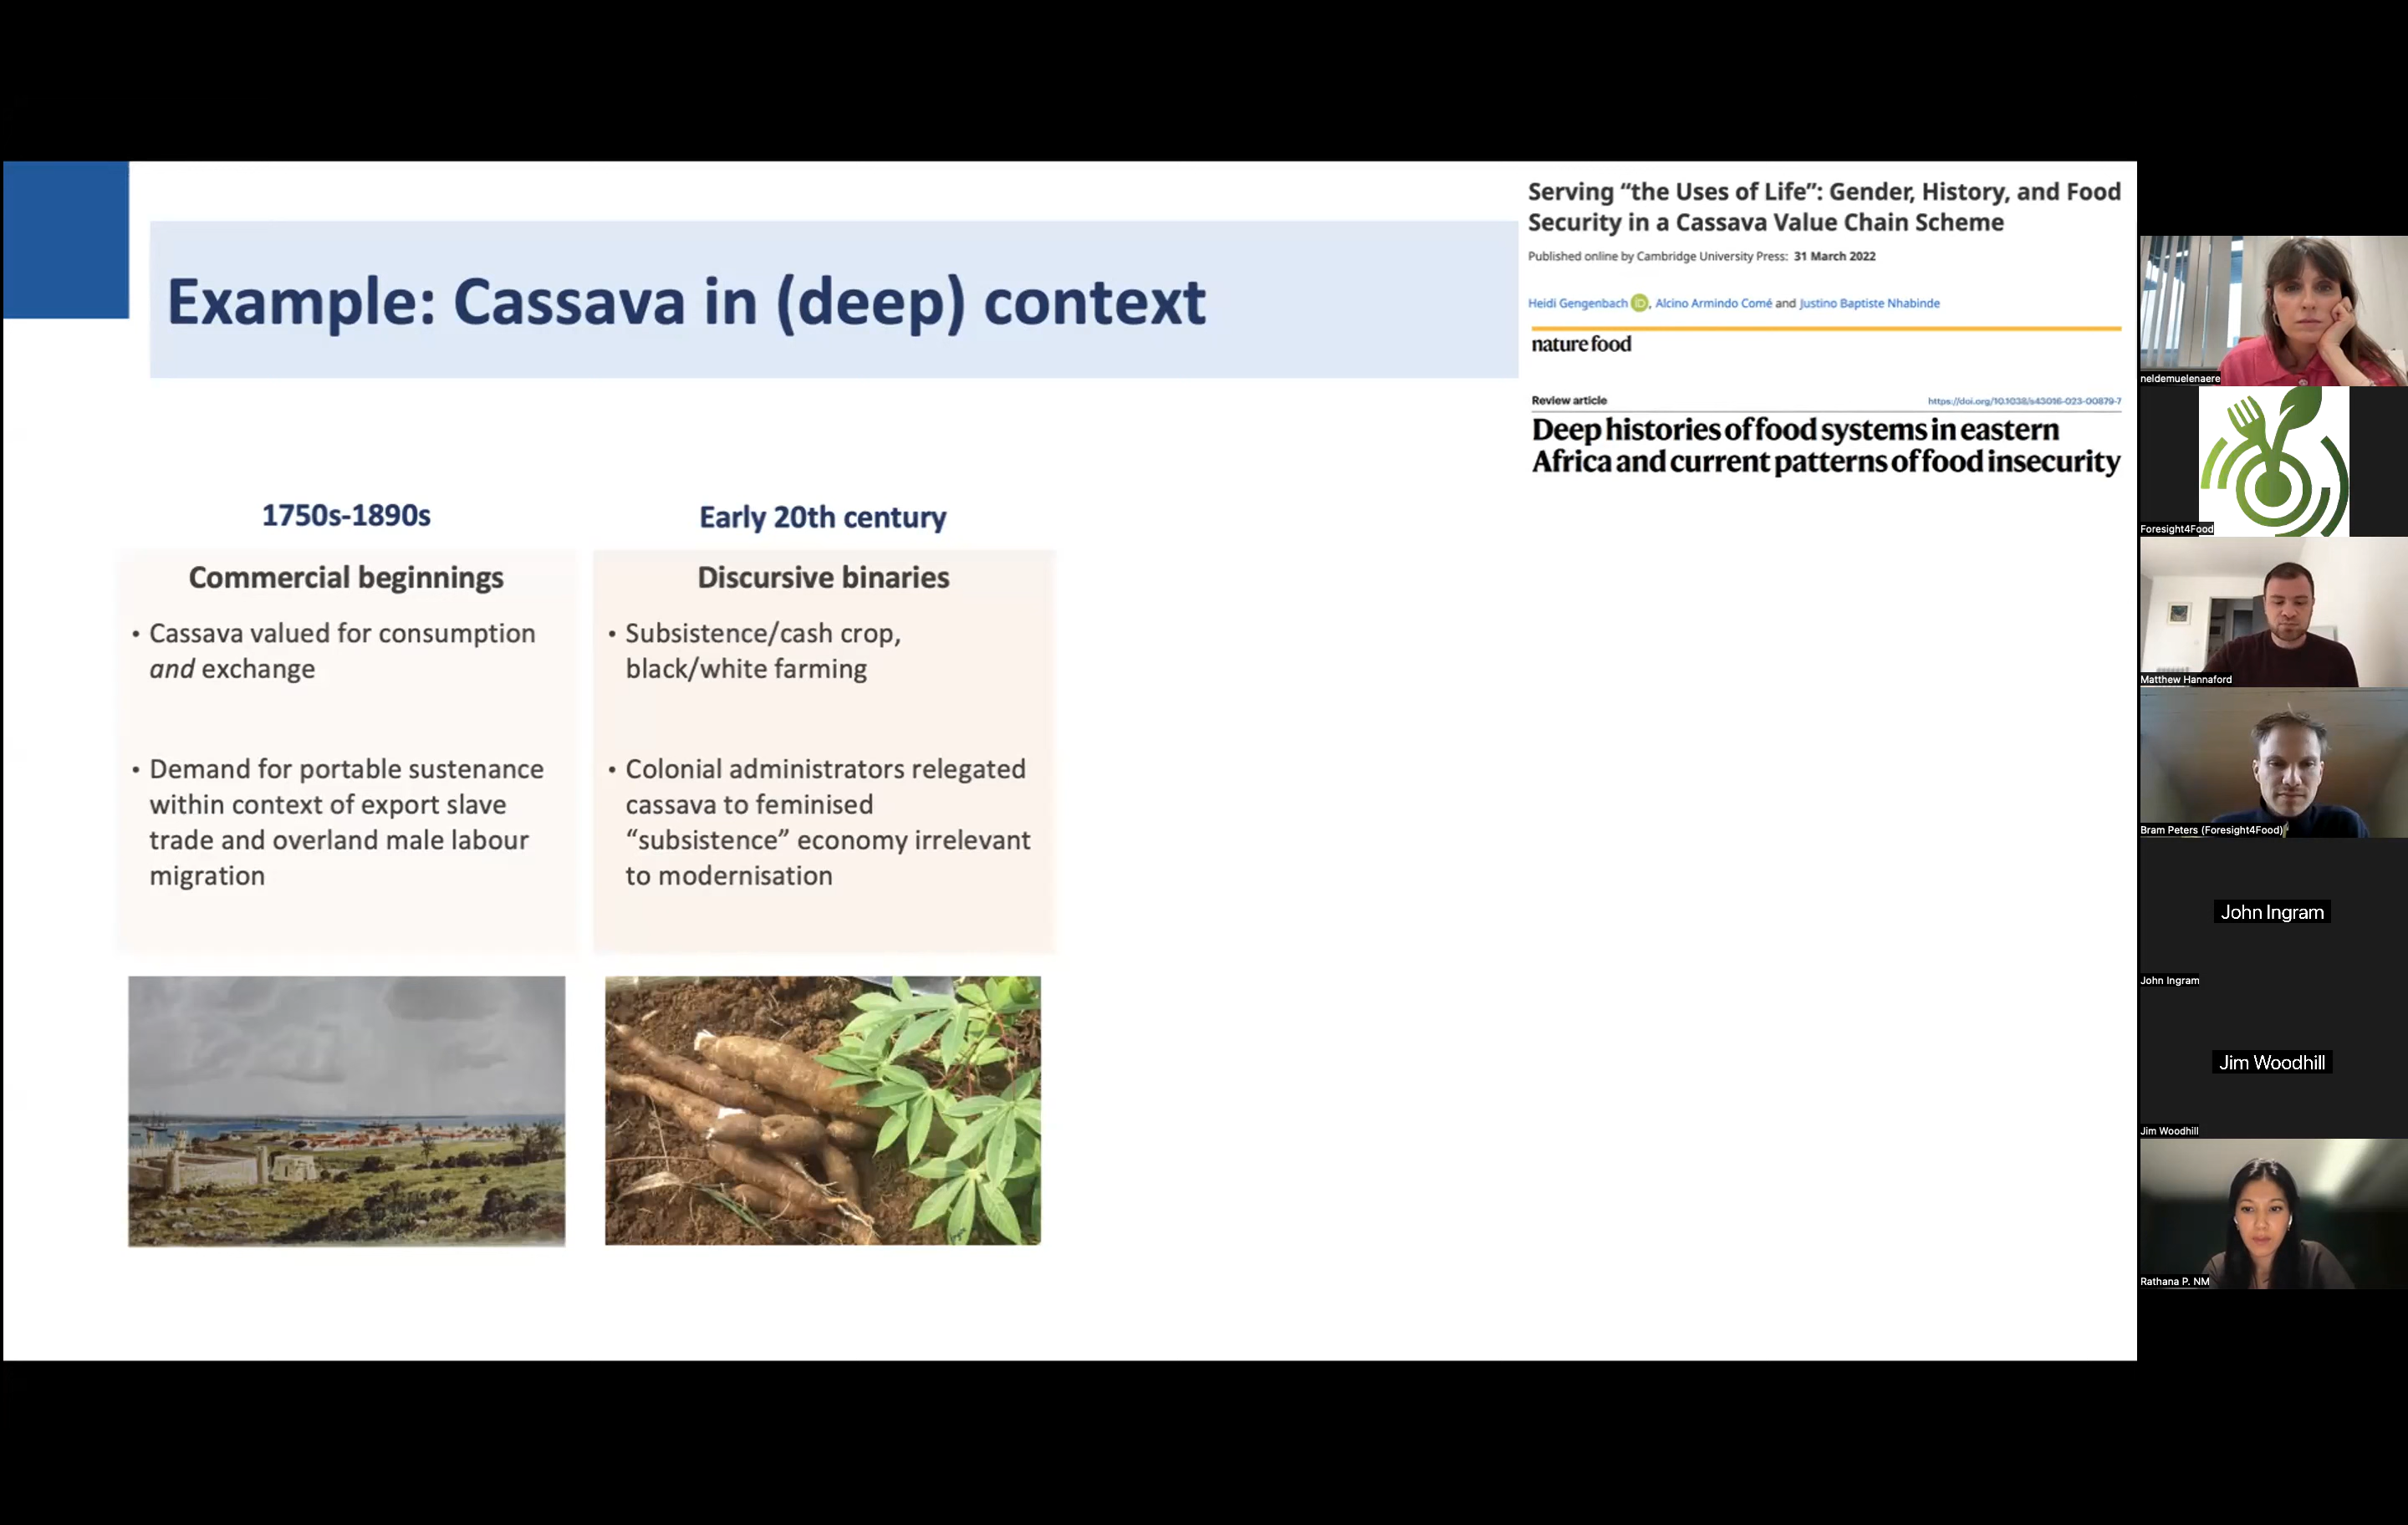 Example: Cassava in (deep) context
Serving “the Uses of Life”: Gender, History, and Food
Security in a Cassava Value Chain Scheme
Published online by Cambridge University Press: 31 March 2022
Heidi Gengenbach iD, Alcino Armindo Comé and Justino Baptiste Nhabinde
nature food
Review article
https://doi.org/10.1038/s43016-023-00879-7
Deep histories of food systems in eastern
Africa and current patterns of food insecurity
1750s-1890s
Commercial beginnings
• Cassava valued for consumption
and exchange
• Demand for portable sustenance
within context of export slave
trade and overland male labour
migration
Early 20th century
Discursive binaries
• Subsistence/cash crop,
black/white farming
• Colonial administrators relegated
cassava to feminised
“subsistence” economy irrelevant
to modernisation
neldemuelenaere
Foresight4Food
Matthew Hannaford
Bram Peters (Foresight4Food)
John Ingram
John Ingram
Jim Woodhill
Jim Woodhill
Rathana P. NM